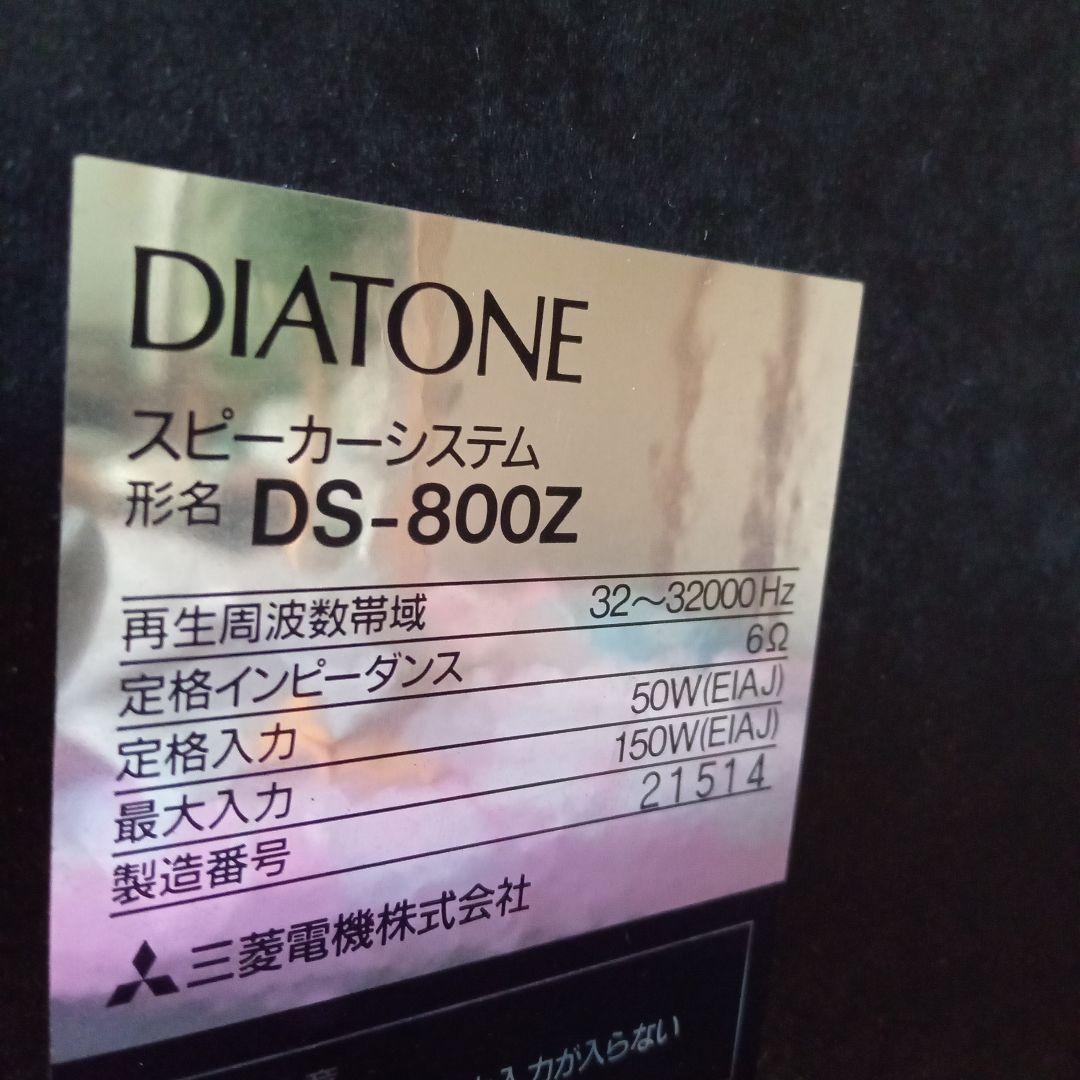 DIATONE
スピーカーシステム
形名 DS-800Z
再生周波数帯域 32〜32000Hz
定格インピーダンス 6Ω
定格入力 50W(EIAJ)
最大入力 150W(EIAJ)
製造番号 21514
三菱電機株式会社
入力が入らない